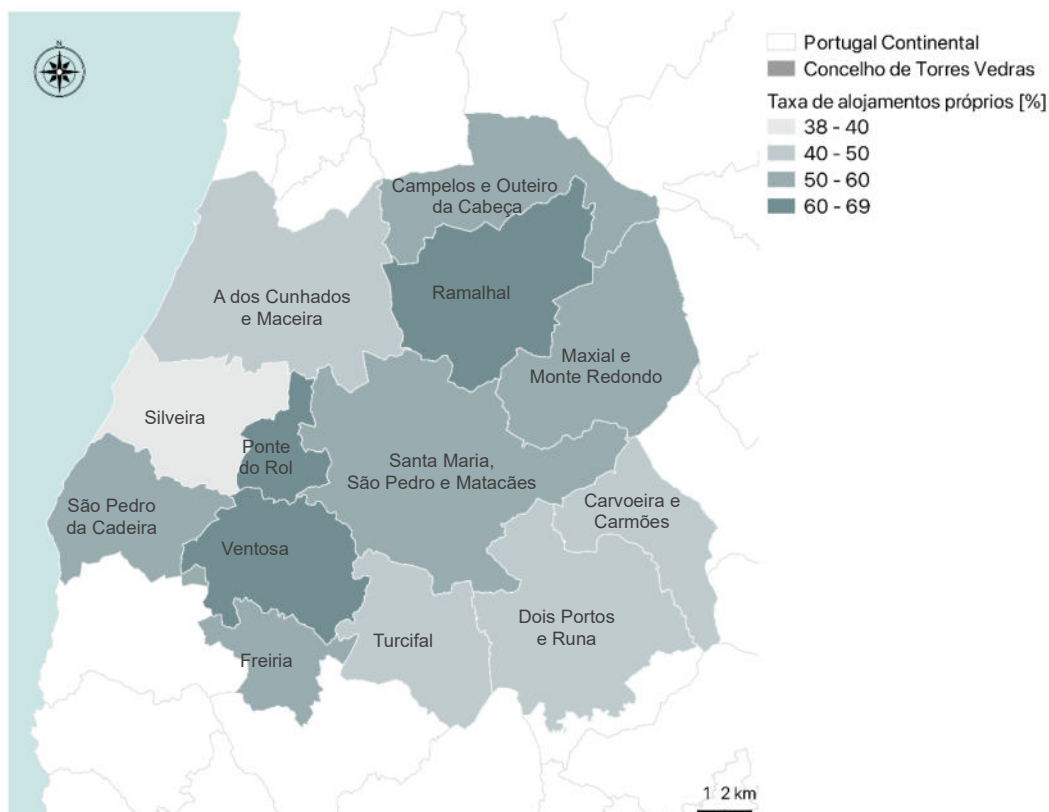 N
Portugal Continental
Concelho de Torres Vedras
Taxa de alojamentos próprios [%]
38 - 40
40 - 50
50 - 60
60 - 69
Campelos e Outeiro
da Cabeça
Ramalhal
A dos Cunhados
e Maceira
Maxial e
Monte Redondo
Silveira
Ponte
do Rol
Santa Maria,
São Pedro e Matacães
Carvoeira e
Carmões
São Pedro
da Cadeira
Ventosa
Dois Portos
e Runa
Turcifal
Freiria
1 2 km